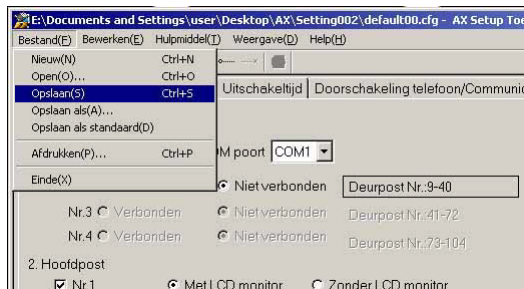 E:\Documents and Settings\user\Desktop\AX\Setting002\default00.cfg - AX Setup Too
Bestand(F) Bewerken(E) Hulpmiddel(T) Weergave(D) Help(H)
Nieuw(N) Ctrl+N
Open(O)... Ctrl+O
Opslaan(S) Ctrl+S
Opslaan als(A)...
Opslaan als standaard(D)
Afdrukken(P)... Ctrl+P
Einde(X)
Uitschakeltijd Doorschakeling telefoon/Communic
M poort COM1
Niet verbonden Deurpost Nr.:9-40
Nr.3 Verbonden Niet verbonden Deurpost Nr.:41-72
Nr.4 Verbonden Niet verbonden Deurpost Nr.:73-104
2. Hoofdpost
Nr.1 Met LCD monitor Zonder LCD monitor